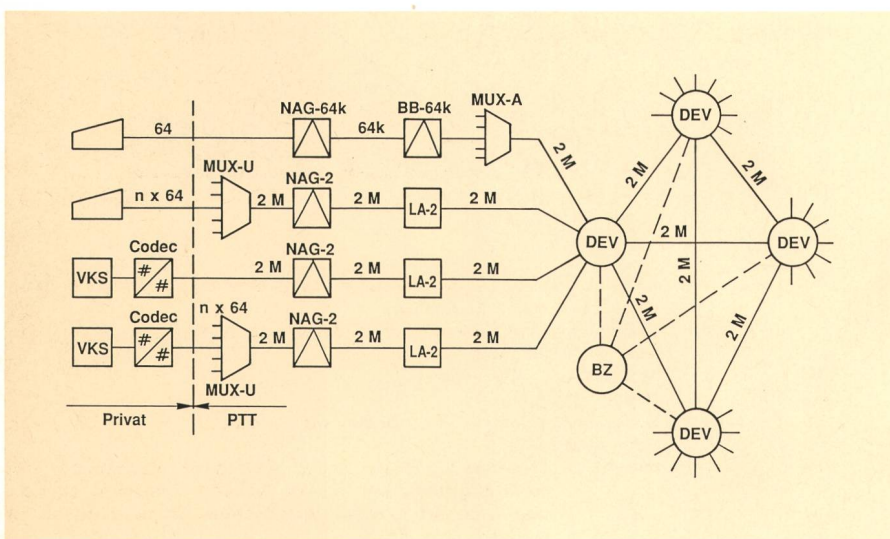 64
NAG-64k
64k
BB-64k
MUX-A
2 M
n x 64
MUX-U
2 M
NAG-2
2 M
LA-2
2 M
VKS
Codec
# #
2 M
NAG-2
2 M
LA-2
2 M
VKS
Codec
# #
n x 64
MUX-U
2 M
NAG-2
2 M
LA-2
2 M
Privat
PTT
DEV
2 M
2 M
DEV
2 M
DEV
2 M
2 M
2 M
BZ
DEV